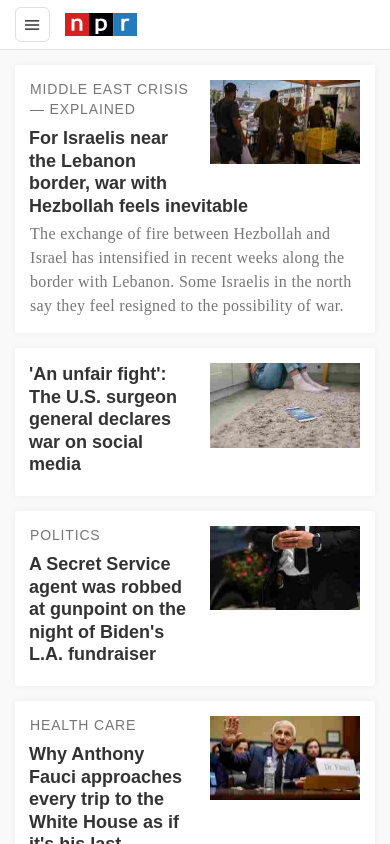 npr
MIDDLE EAST CRISIS
— EXPLAINED
For Israelis near
the Lebanon
border, war with
Hezbollah feels inevitable
The exchange of fire between Hezbollah and
Israel has intensified in recent weeks along the
border with Lebanon. Some Israelis in the north
say they feel resigned to the possibility of war.
'An unfair fight':
The U.S. surgeon
general declares
war on social
media
POLITICS
A Secret Service
agent was robbed
at gunpoint on the
night of Biden's
L.A. fundraiser
HEALTH CARE
Why Anthony
Fauci approaches
every trip to the
White House as if
it's his last
Dr. Fauci